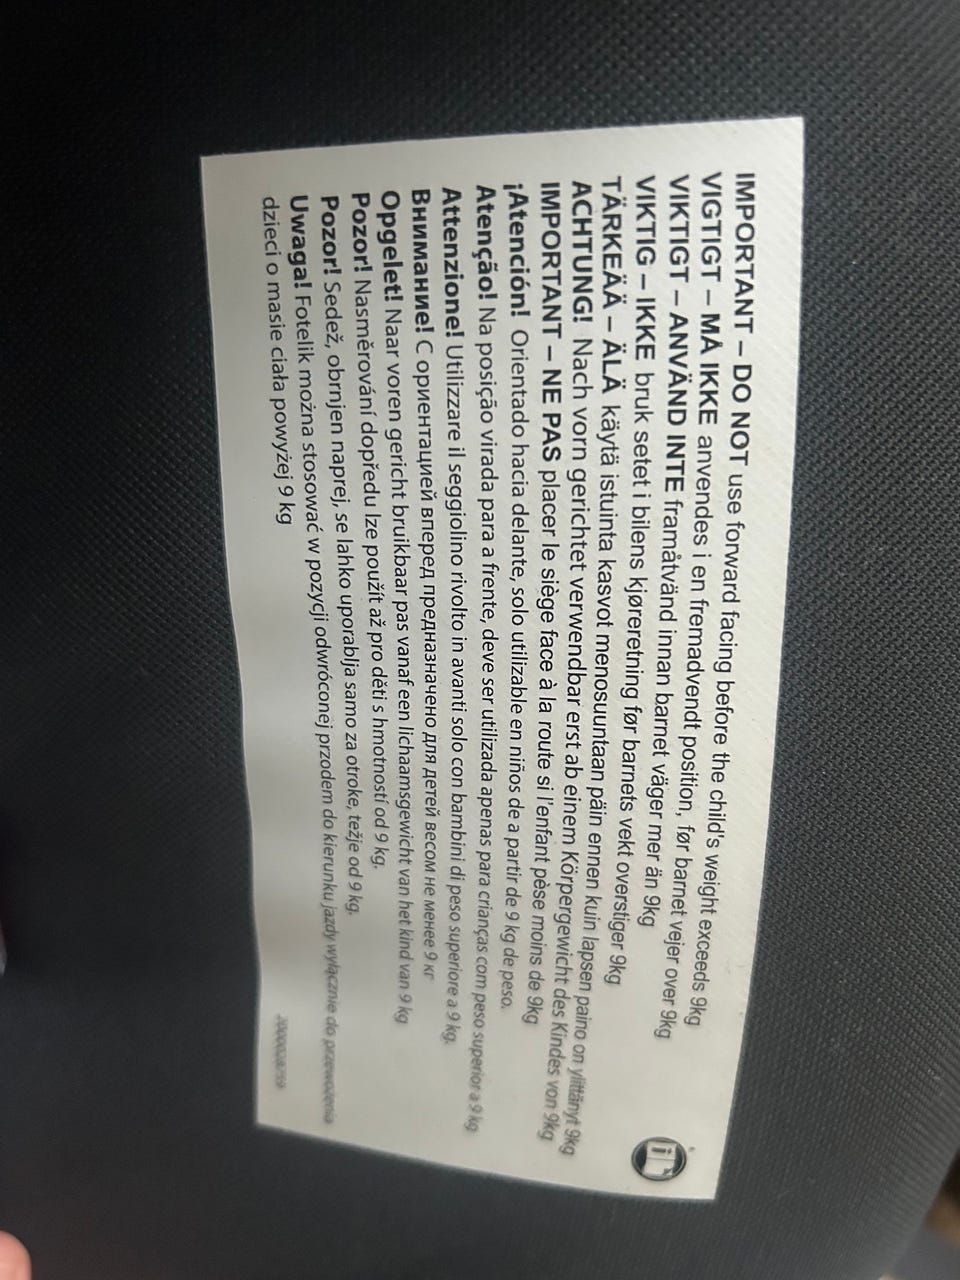 IMPORTANT – DO NOT use forward facing before the child's weight exceeds 9kg
VIGTIGT – MÅ IKKE anvendes i en fremadvendt position, før barnet vejer over 9kg
VIKTIGT – ANVÄND INTE framåtvänd innan barnet väger mer än 9kg
VIKTIG – IKKE bruk setet i bilens kjøreretning før barnets vekt overstiger 9kg
TÄRKEÄÄ – ÄLÄ käytä istuinta kasvot menosuuntaan päin ennen kuin lapsen paino on ylittänyt 9kg
ACHTUNG! Nach vorn gerichtet verwendbar erst ab einem Körpergewicht des Kindes von 9kg
IMPORTANT – NE PAS placer le siège face à la route si l'enfant pèse moins de 9kg
¡Atención! Orientado hacia delante, solo utilizable en niños de a partir de 9 kg de peso.
Atenção! Na posição virada para a frente, deve ser utilizada apenas para crianças com peso superior a 9 kg
Attenzione! Utilizzare il seggiolino rivolto in avanti solo con bambini di peso superiore a 9 kg.
Внимание! С ориентацией вперед предназначено для детей весом не менее 9 кг
Opgelet! Naar voren gericht bruikbaar pas vanaf een lichaamsgewicht van het kind van 9 kg
Pozor! Nasměrování dopředu lze použít až pro děti s hmotností od 9 kg.
Pozor! Sedež, obrnjen naprej, se lahko uporablja samo za otroke, težje od 9 kg.
Uwaga! Fotelik można stosować w pozycji odwróconej przodem do kierunku jazdy wyłącznie do przewożenia
dzieci o masie ciała powyżej 9 kg